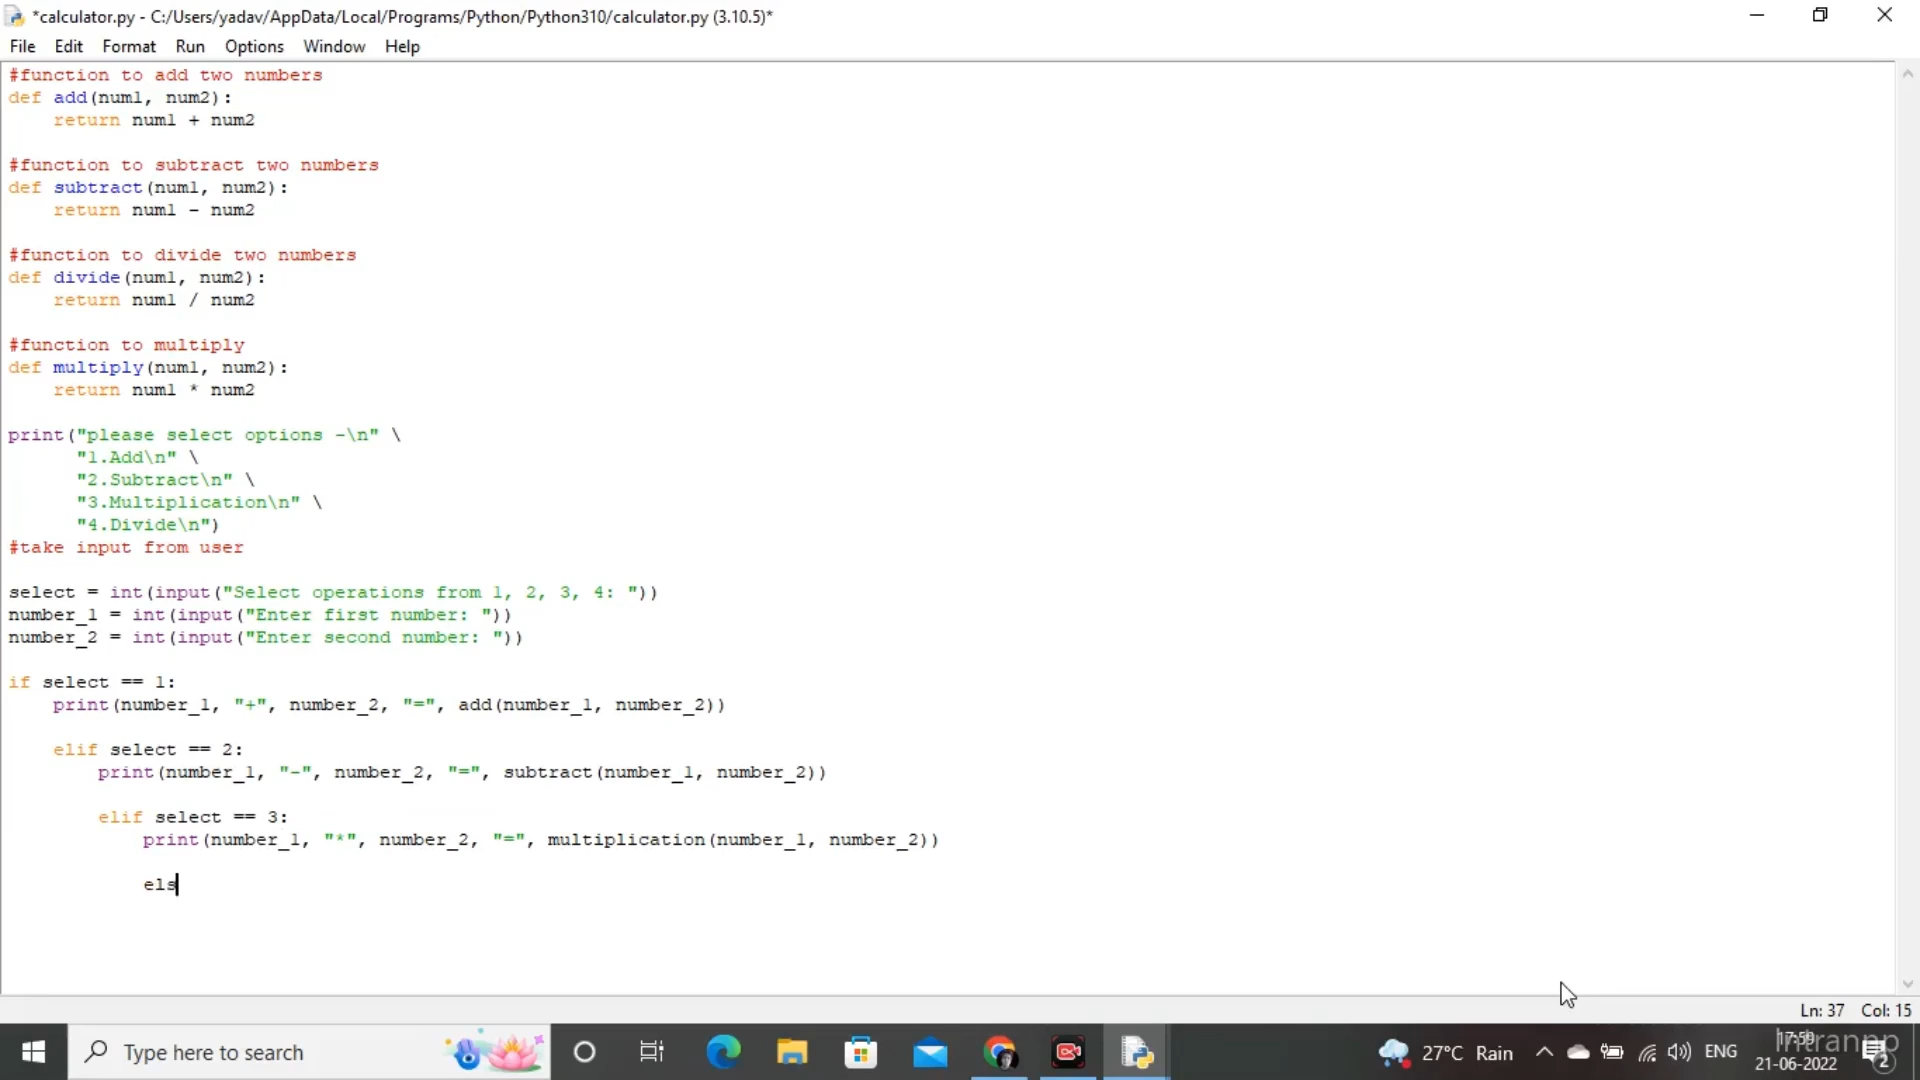 *calculator.py - C:/Users/yadav/AppData/Local/Programs/Python/Python310/calculator.py (3.10.5)*
File Edit Format Run Options Window Help
#function to add two numbers
def add(num1, num2):
    return num1 + num2

#function to subtract two numbers
def subtract(num1, num2):
    return num1 - num2

#function to divide two numbers
def divide(num1, num2):
    return num1 / num2

#function to multiply
def multiply(num1, num2):
    return num1 * num2

print("please select options -\n" \
      "1.Add\n" \
      "2.Subtract\n" \
      "3.Multiplication\n" \
      "4.Divide\n")
#take input from user

select = int(input("Select operations from 1, 2, 3, 4: "))
number_1 = int(input("Enter first number: "))
number_2 = int(input("Enter second number: "))

if select == 1:
    print(number_1, "+", number_2, "=", add(number_1, number_2))

    elif select == 2:
        print(number_1, "-", number_2, "=", subtract(number_1, number_2))

        elif select == 3:
            print(number_1, "*", number_2, "=", multiplication(number_1, number_2))

            els
Ln: 37 Col: 15
Type here to search
27°C Rain
ENG
17:59
21-06-2022
2